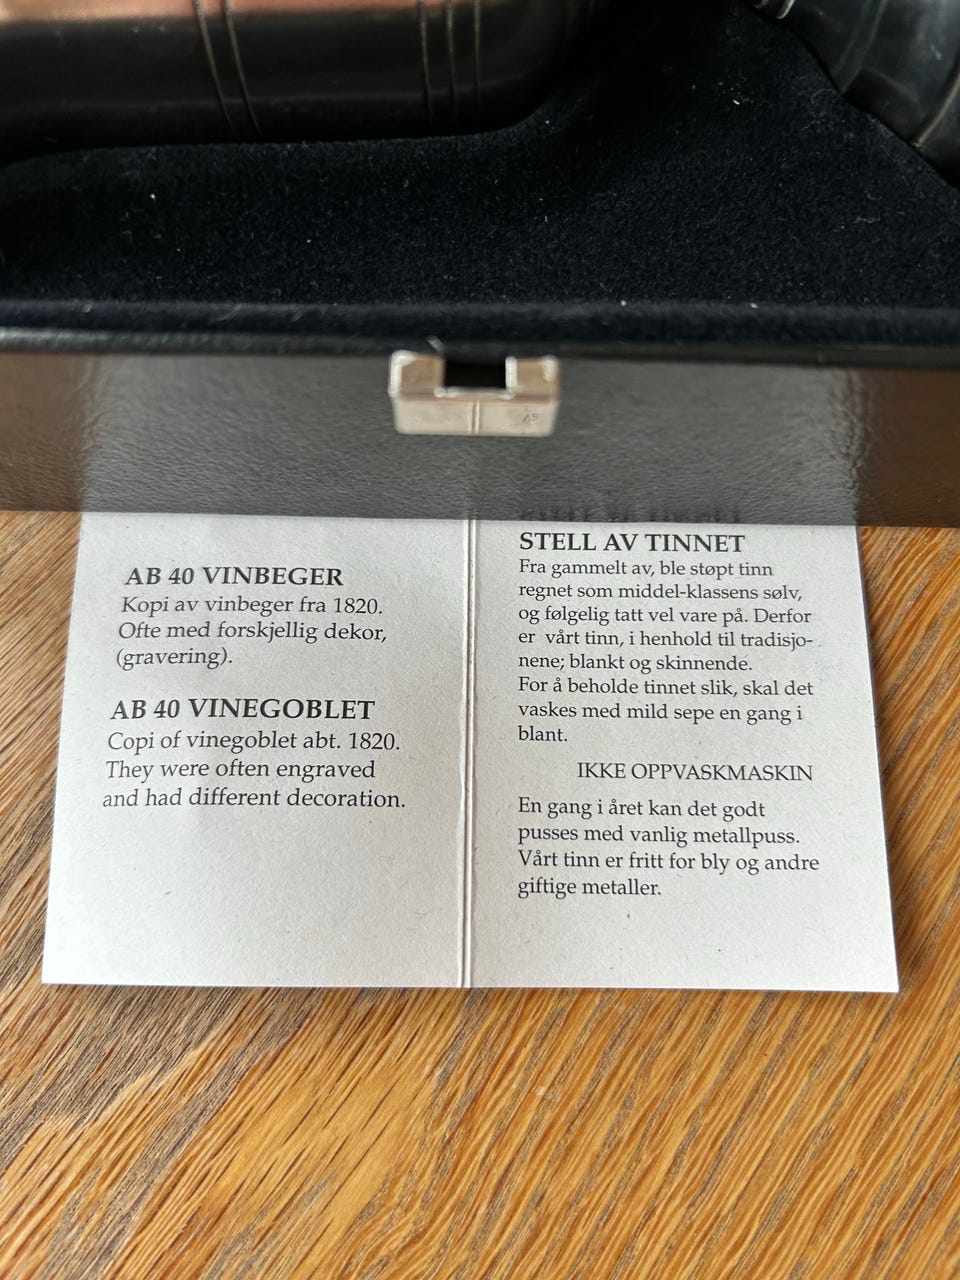 AB 40 VINBEGER
Kopi av vinbeger fra 1820.
Ofte med forskjellig dekor,
(gravering).
AB 40 VINEGOBLET
Copi of vinegoblet abt. 1820.
They were often engraved
and had different decoration.
STELL AV TINNET
Fra gammelt av, ble støpt tinn
regnet som middel-klassens sølv,
og følgelig tatt vel vare på. Derfor
er vårt tinn, i henhold til tradisjo-
nene; blankt og skinnende.
For å beholde tinnet slik, skal det
vaskes med mild sepe en gang i
blant.
IKKE OPPVASKMASKIN
En gang i året kan det godt
pusses med vanlig metallpuss.
Vårt tinn er fritt for bly og andre
giftige metaller.